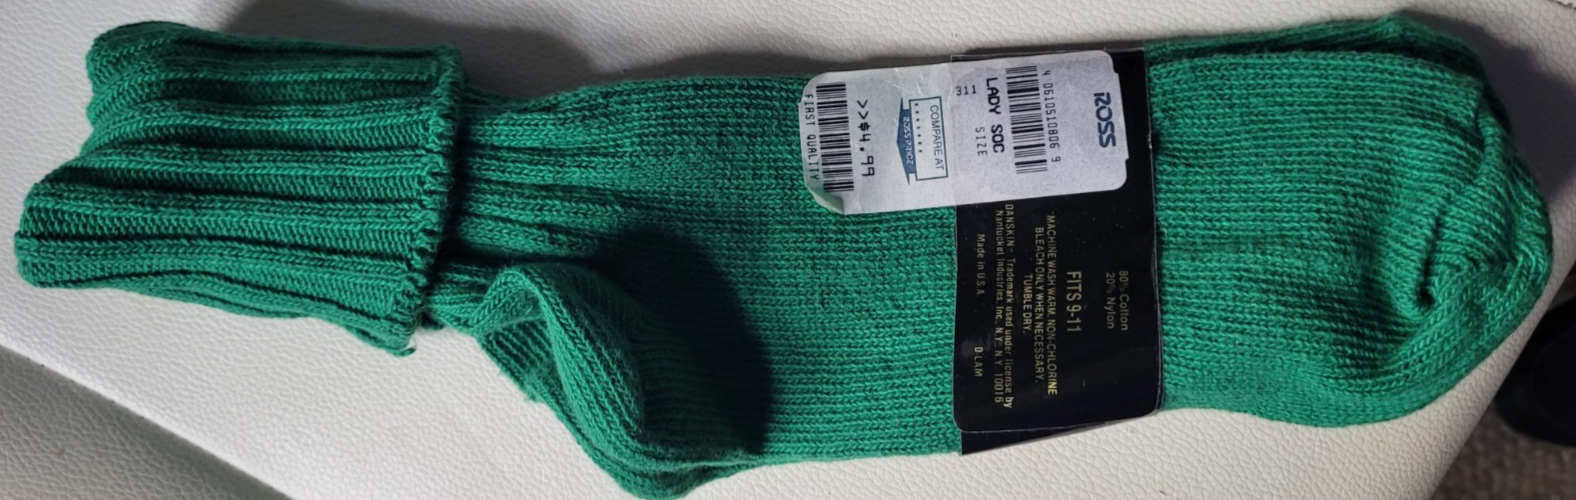 ROSS
4 0610510806 9
311
LADY SOC
SIZE
COMPARE AT
ROSS PRICE
>>$4.99
FIRST QUALITY
80% Cotton
20% Nylon
FITS 9-11
MACHINE WASH WARM. NON-CHLORINE
BLEACH ONLY WHEN NECESSARY.
TUMBLE DRY.
DANSKIN - Trademark used under license by
Nantucket Industries, Inc., N.Y., N.Y. 10016
Made in U.S.A. D-LAM